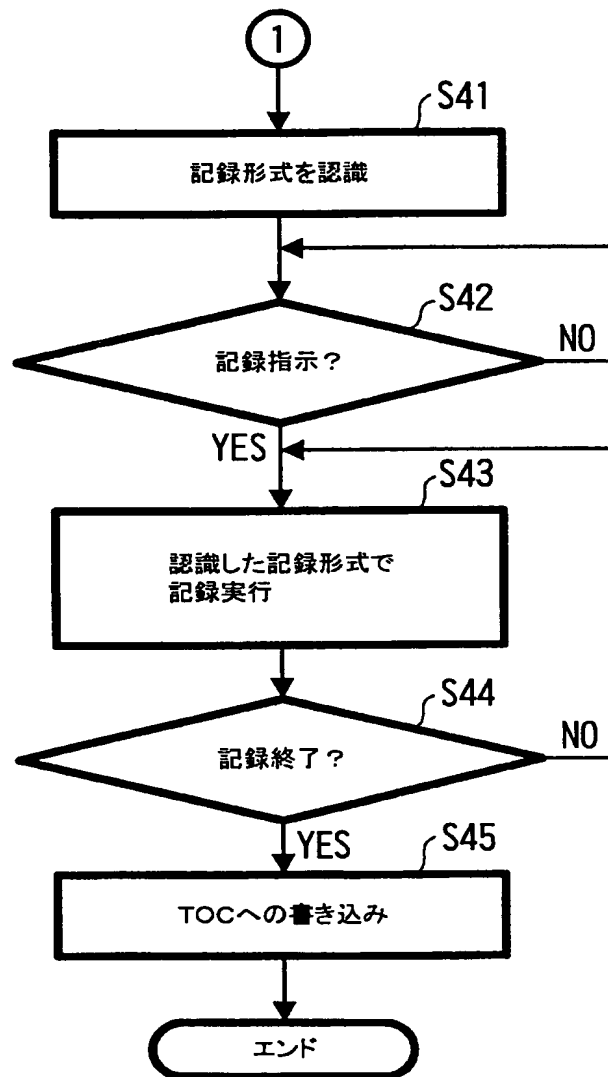 1
S41
記録形式を認識
S42
記録指示？
NO
YES
S43
認識した記録形式で
記録実行
S44
記録終了？
NO
YES
S45
TOCへの書き込み
エンド